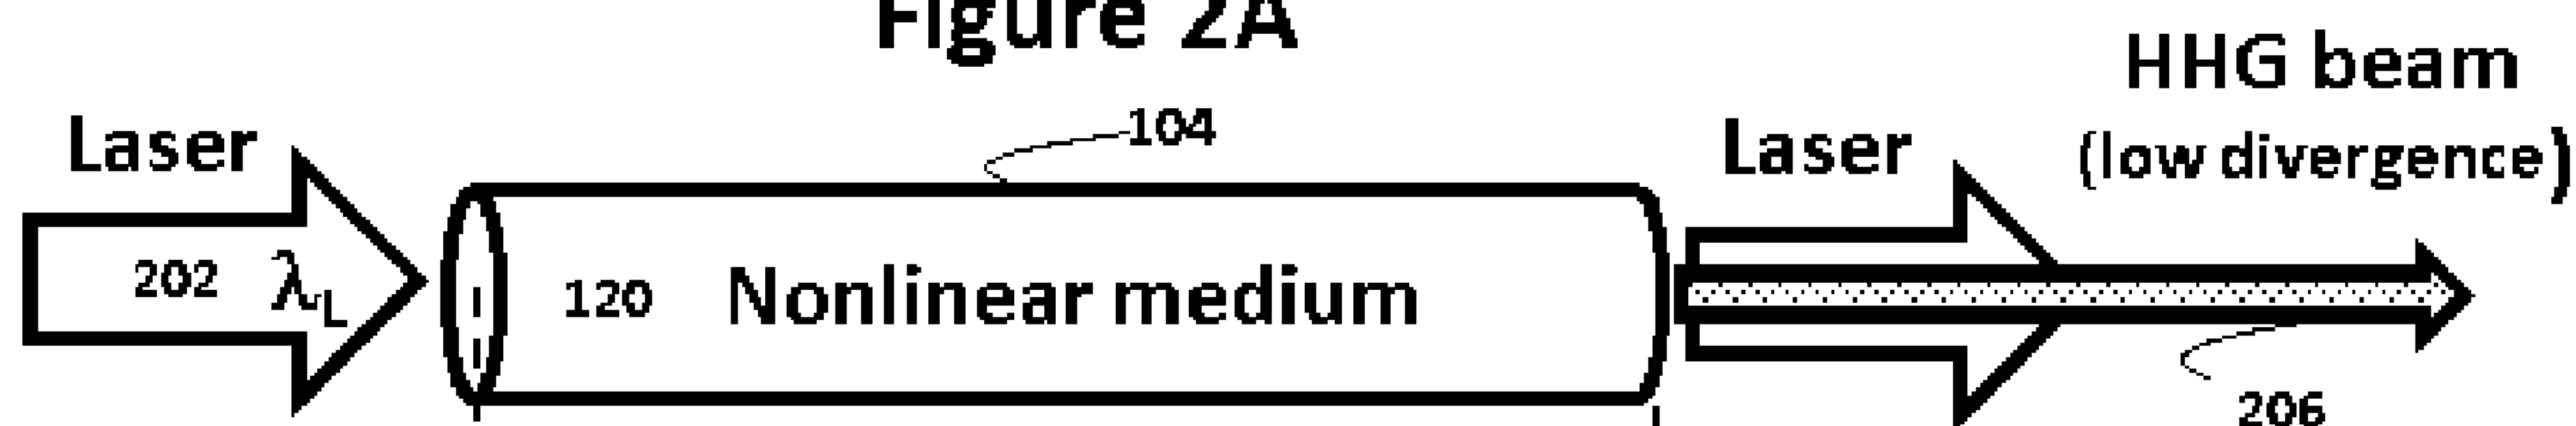 Figure 2A
HHG beam
(low divergence)
Laser
104
Laser
202 λL
120 Nonlinear medium
206